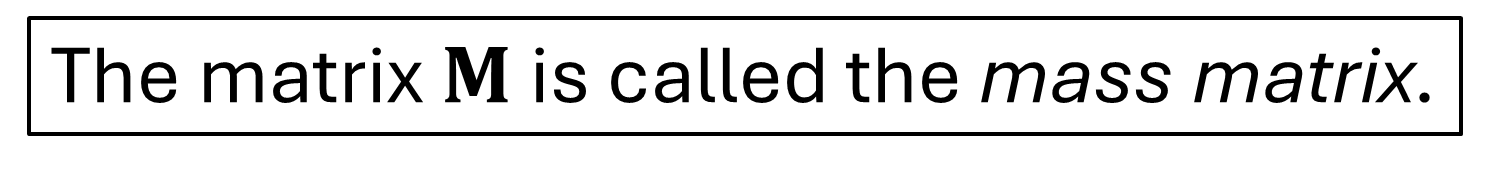 The matrix M is called the mass matrix.